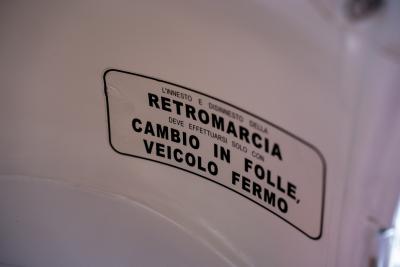 L'INNESTO E DISINNESTO DELLA
RETROMARCIA
DEVE EFFETTUARSI SOLO CON
CAMBIO IN FOLLE,
VEICOLO FERMO